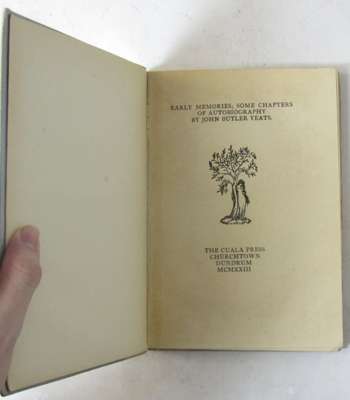 EARLY MEMORIES; SOME CHAPTERS
OF AUTOBIOGRAPHY
BY JOHN BUTLER YEATS.
THE CUALA PRESS
CHURCHTOWN
DUNDRUM
MCMXXIII